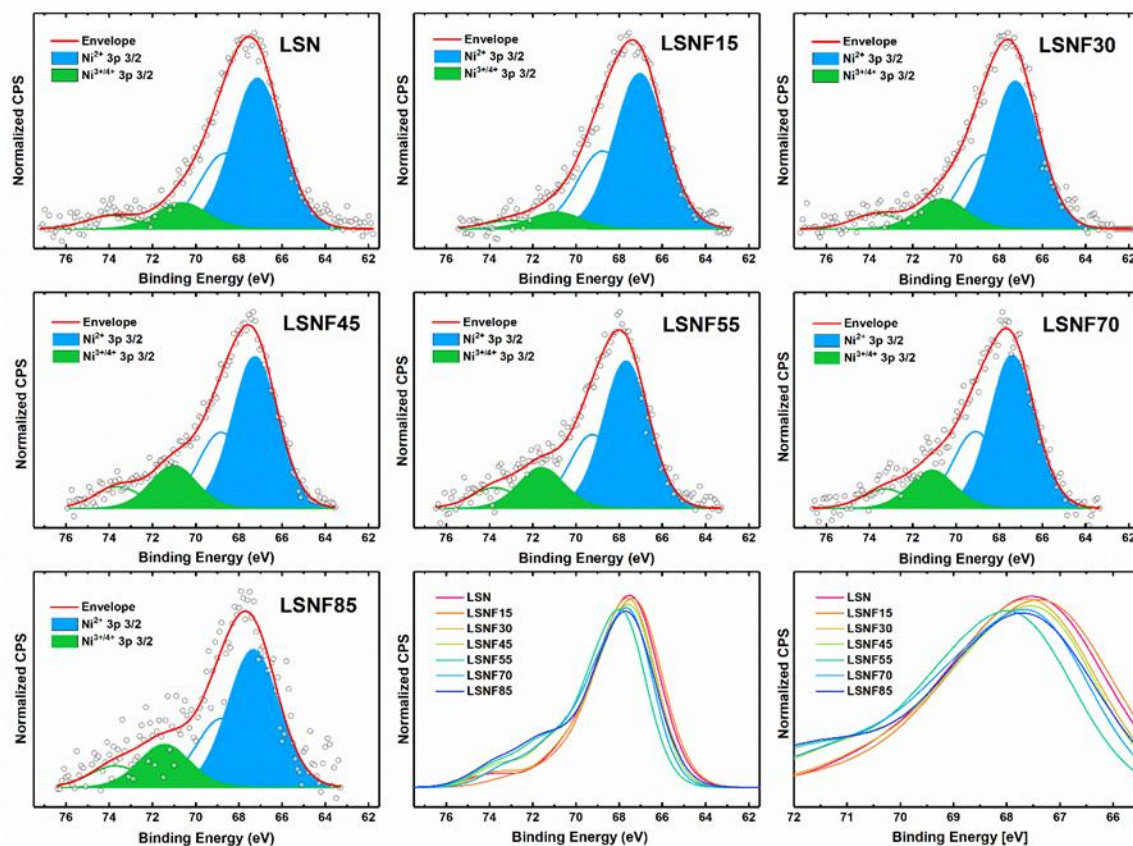 LSN
Envelope
Ni²⁺ 3p 3/2
Ni³⁺/⁴⁺ 3p 3/2
Normalized CPS
76 74 72 70 68 66 64 62
Binding Energy (eV)
LSNF15
Envelope
Ni²⁺ 3p 3/2
Ni³⁺/⁴⁺ 3p 3/2
Normalized CPS
76 74 72 70 68 66 64 62
Binding Energy (eV)
LSNF30
Envelope
Ni²⁺ 3p 3/2
Ni³⁺/⁴⁺ 3p 3/2
Normalized CPS
76 74 72 70 68 66 64 62
Binding Energy (eV)
LSNF45
Envelope
Ni²⁺ 3p 3/2
Ni³⁺/⁴⁺ 3p 3/2
Normalized CPS
76 74 72 70 68 66 64 62
Binding Energy (eV)
LSNF55
Envelope
Ni²⁺ 3p 3/2
Ni³⁺/⁴⁺ 3p 3/2
Normalized CPS
76 74 72 70 68 66 64 62
Binding Energy (eV)
LSNF70
Envelope
Ni²⁺ 3p 3/2
Ni³⁺/⁴⁺ 3p 3/2
Normalized CPS
76 74 72 70 68 66 64 62
Binding Energy (eV)
LSNF85
Envelope
Ni²⁺ 3p 3/2
Ni³⁺/⁴⁺ 3p 3/2
Normalized CPS
76 74 72 70 68 66 64 62
Binding Energy (eV)
LSN
LSNF15
LSNF30
LSNF45
LSNF55
LSNF70
LSNF85
Normalized CPS
76 74 72 70 68 66 64 62
Binding Energy (eV)
LSN
LSNF15
LSNF30
LSNF45
LSNF55
LSNF70
LSNF85
Normalized CPS
72 71 70 69 68 67 66
Binding Energy [eV]